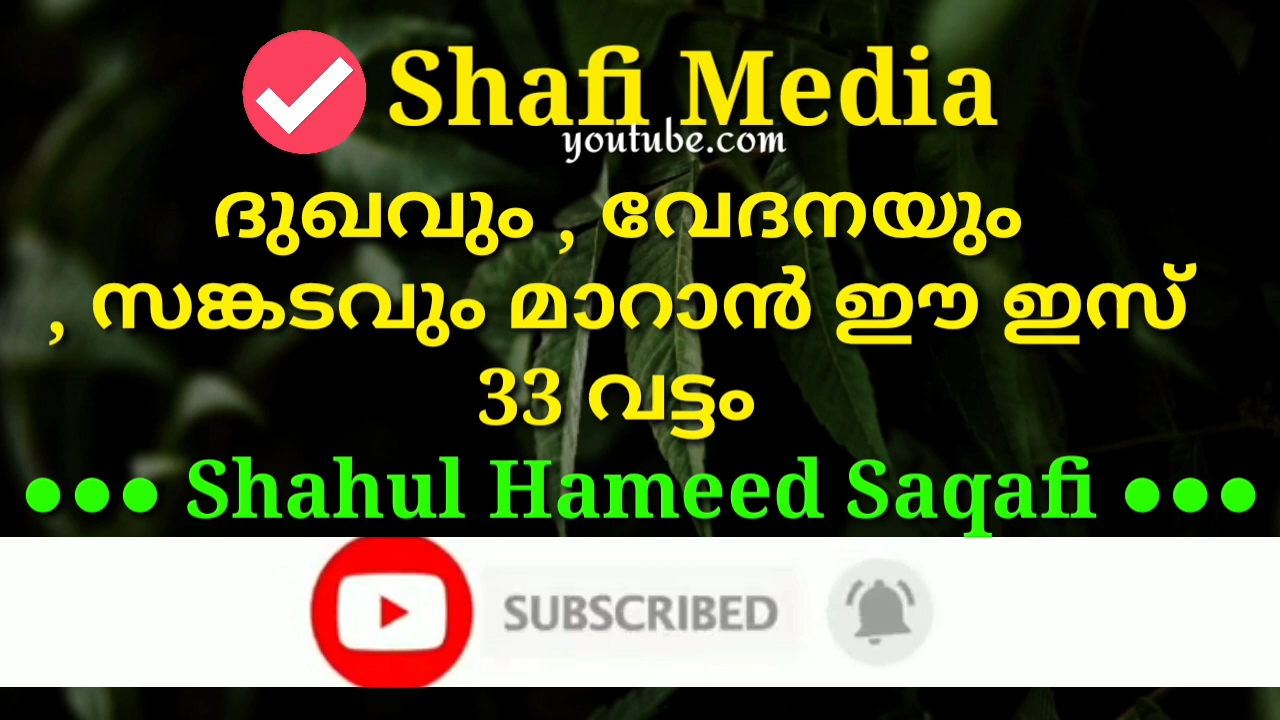 Shafi Media
youtube.com
ദുഖവും , വേദനയും
, സങ്കടവും മാറാൻ ഈ ഇസ്
33 വട്ടം
••• Shahul Hameed Saqafi •••
SUBSCRIBED